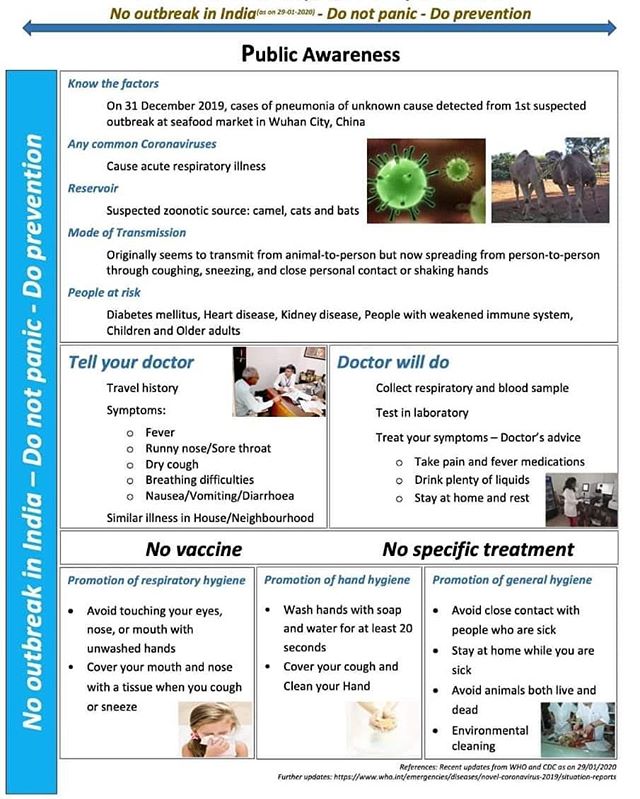 No outbreak in India(as on 29-01-2020) - Do not panic - Do prevention
Public Awareness
No outbreak in India – Do not panic - Do prevention
Know the factors
On 31 December 2019, cases of pneumonia of unknown cause detected from 1st suspected
outbreak at seafood market in Wuhan City, China
Any common Coronaviruses
Cause acute respiratory illness
Reservoir
Suspected zoonotic source: camel, cats and bats
Mode of Transmission
Originally seems to transmit from animal-to-person but now spreading from person-to-person
through coughing, sneezing, and close personal contact or shaking hands
People at risk
Diabetes mellitus, Heart disease, Kidney disease, People with weakened immune system,
Children and Older adults
Tell your doctor
Travel history
Symptoms:
o Fever
o Runny nose/Sore throat
o Dry cough
o Breathing difficulties
o Nausea/Vomiting/Diarrhoea
Similar illness in House/Neighbourhood
Doctor will do
Collect respiratory and blood sample
Test in laboratory
Treat your symptoms – Doctor's advice
o Take pain and fever medications
o Drink plenty of liquids
o Stay at home and rest
No vaccine
No specific treatment
Promotion of respiratory hygiene
• Avoid touching your eyes,
nose, or mouth with
unwashed hands
• Cover your mouth and nose
with a tissue when you cough
or sneeze
Promotion of hand hygiene
• Wash hands with soap
and water for at least 20
seconds
• Cover your cough and
Clean your Hand
Promotion of general hygiene
• Avoid close contact with
people who are sick
• Stay at home while you are
sick
• Avoid animals both live and
dead
• Environmental
cleaning
References: Recent updates from WHO and CDC as on 29/01/2020
Further updates: https://www.who.int/emergencies/diseases/novel-coronavirus-2019/situation-reports